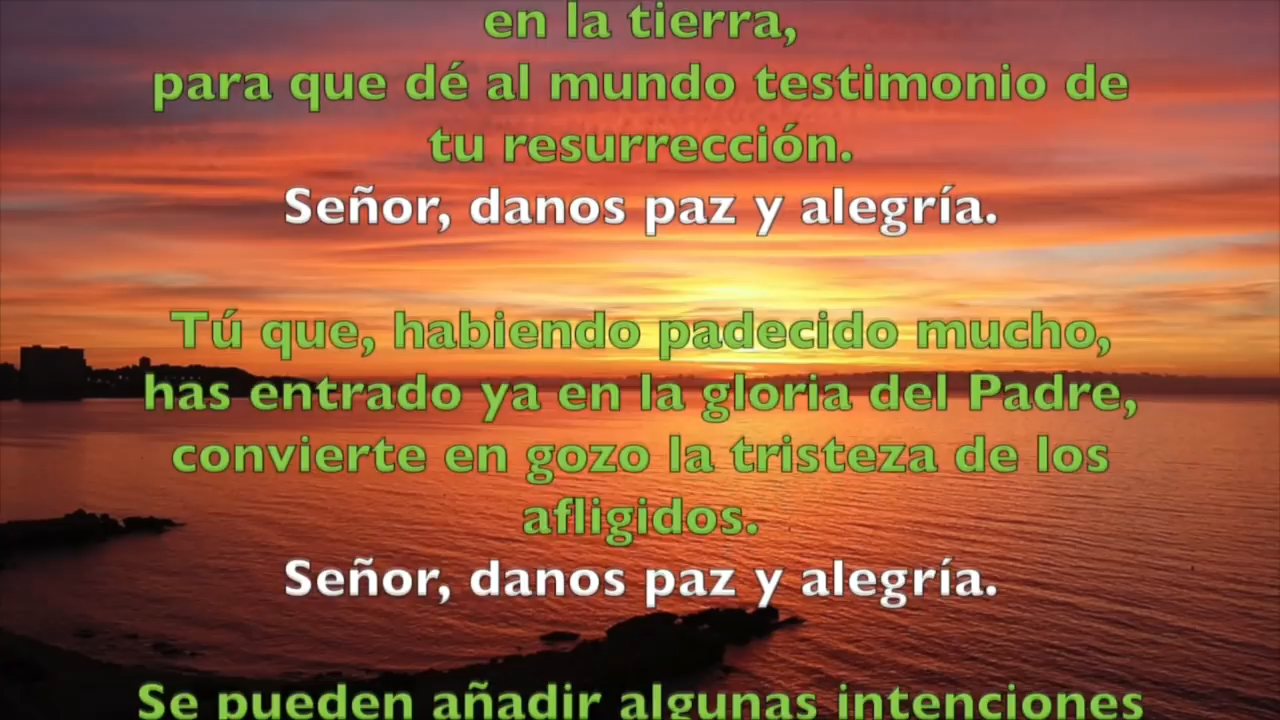 en la tierra,
para que dé al mundo testimonio de
tu resurrección.
Señor, danos paz y alegría.
Tú que, habiendo padecido mucho,
has entrado ya en la gloria del Padre,
convierte en gozo la tristeza de los
afligidos.
Señor, danos paz y alegría.
Se pueden añadir algunas intenciones